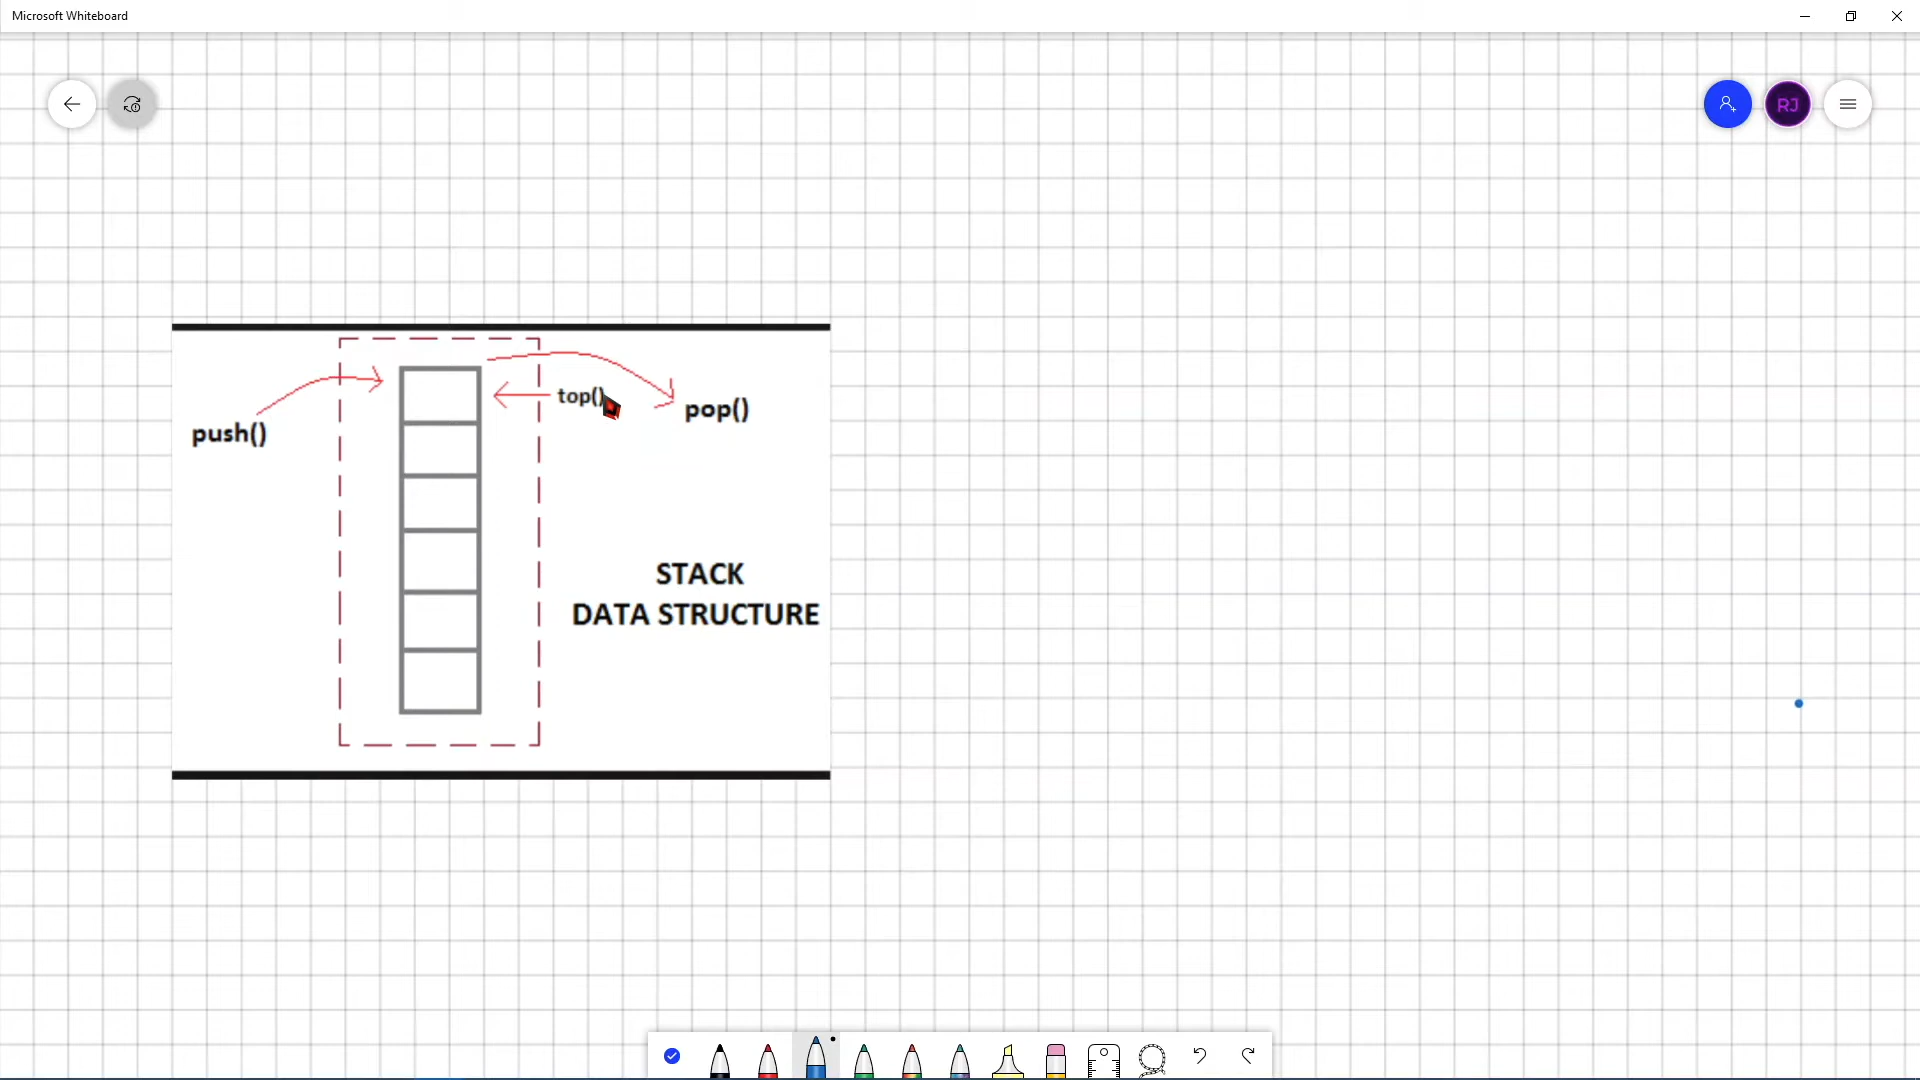 Microsoft Whiteboard
RJ
top()
pop()
push()
STACK
DATA STRUCTURE